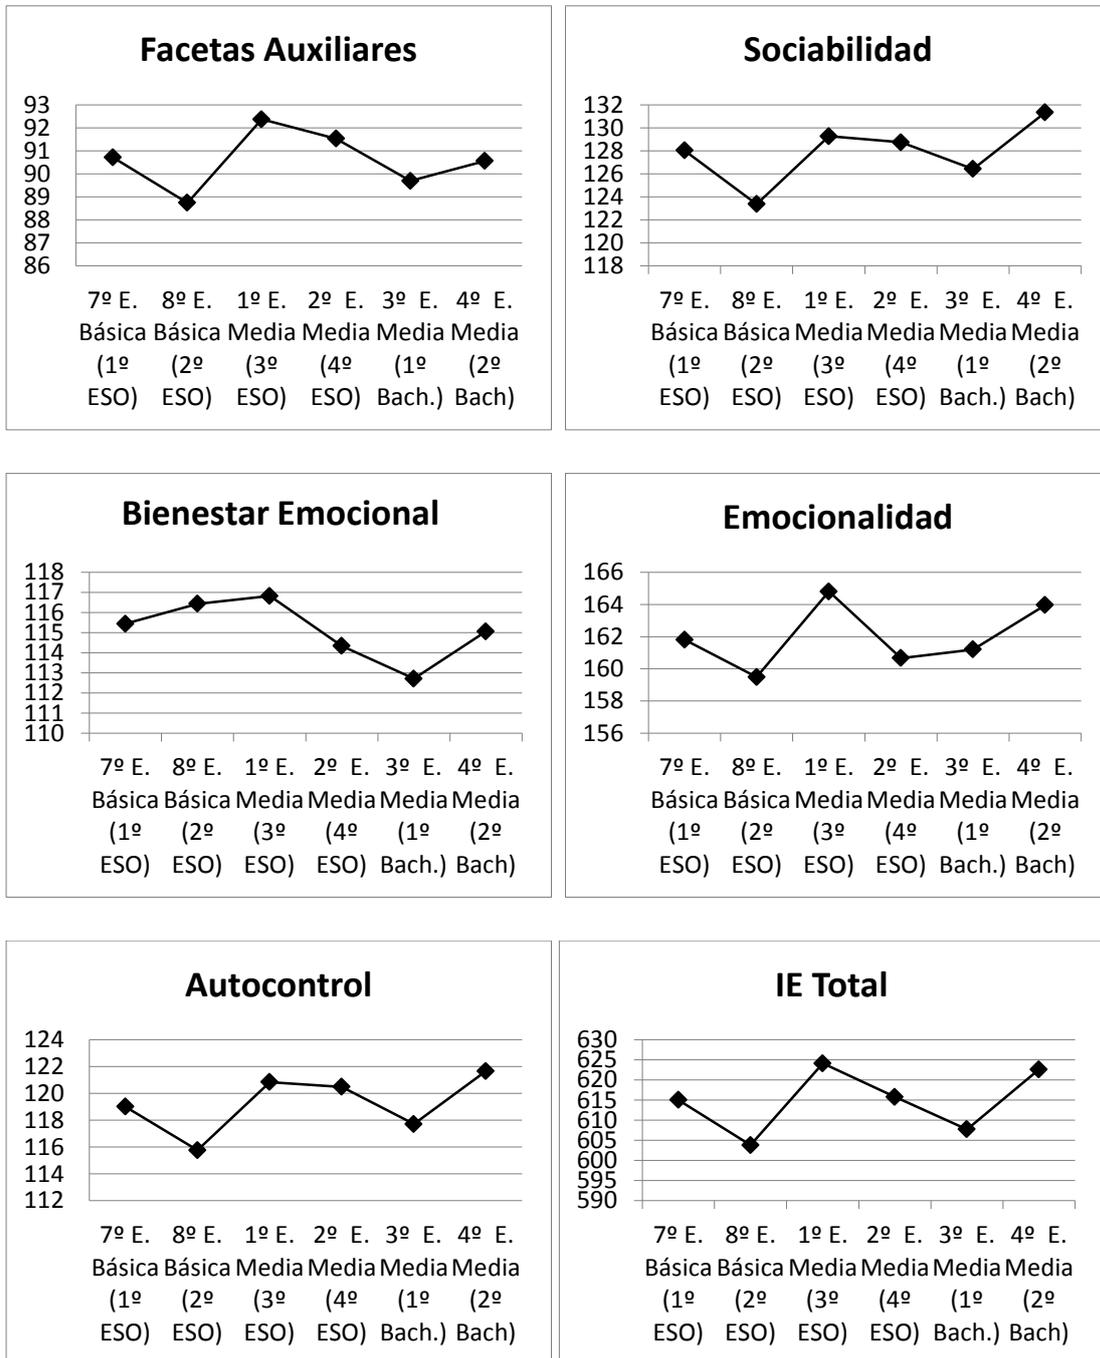 Facetas Auxiliares
93
92
91
90
89
88
87
86
7º E. 8º E. 1º E. 2º E. 3º E. 4º E.
Básica Básica Media Media Media Media
(1º (2º (3º (4º (1º (2º
ESO) ESO) ESO) ESO) Bach.) Bach)
Sociabilidad
132
130
128
126
124
122
120
118
7º E. 8º E. 1º E. 2º E. 3º E. 4º E.
Básica Básica Media Media Media Media
(1º (2º (3º (4º (1º (2º
ESO) ESO) ESO) ESO) Bach.) Bach)
Bienestar Emocional
118
117
116
115
114
113
112
111
110
7º E. 8º E. 1º E. 2º E. 3º E. 4º E.
Básica Básica Media Media Media Media
(1º (2º (3º (4º (1º (2º
ESO) ESO) ESO) ESO) Bach.) Bach)
Emocionalidad
166
164
162
160
158
156
7º E. 8º E. 1º E. 2º E. 3º E. 4º E.
Básica Básica Media Media Media Media
(1º (2º (3º (4º (1º (2º
ESO) ESO) ESO) ESO) Bach.) Bach)
Autocontrol
124
122
120
118
116
114
112
7º E. 8º E. 1º E. 2º E. 3º E. 4º E.
Básica Básica Media Media Media Media
(1º (2º (3º (4º (1º (2º
ESO) ESO) ESO) ESO) Bach.) Bach)
IE Total
630
625
620
615
610
605
600
595
590
7º E. 8º E. 1º E. 2º E. 3º E. 4º E.
Básica Básica Media Media Media Media
(1º (2º (3º (4º (1º (2º
ESO) ESO) ESO) ESO) Bach.) Bach)